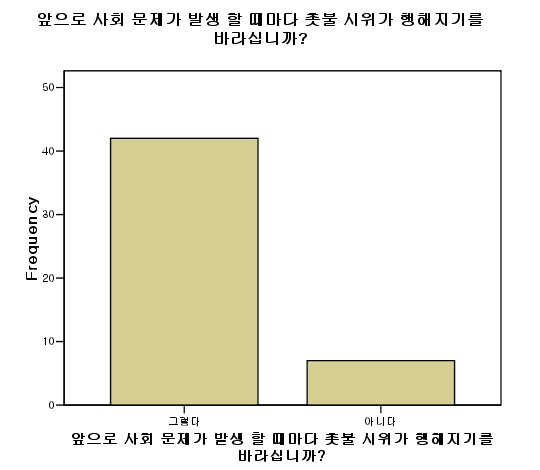 앞으로 사회 문제가 발생 할 때마다 촛불 시위가 행해지기를
바라십니까?
50
40
30
20
10
0
Frequency
그렇다
아니다
앞으로 사회 문제가 발생 할 때마다 촛불 시위가 행해지기를
바라십니까?